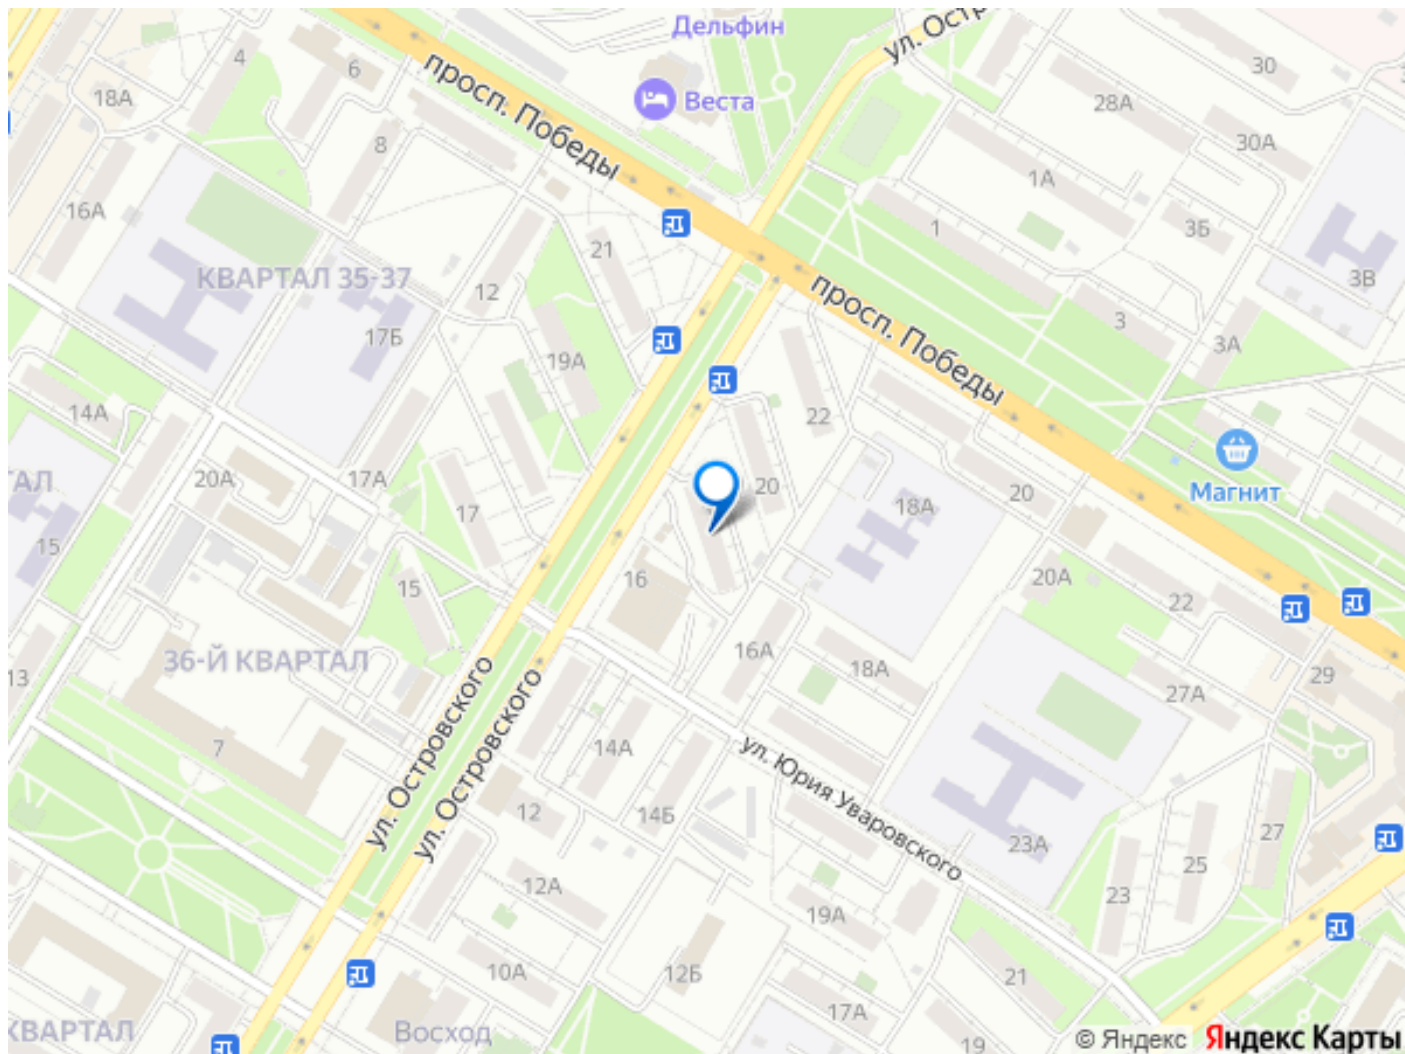 Дельфин
ул. Остр
4
6
просп. Победы
30
18А
Веста
28А
8
30А
1А
16А
21
1
3Б
КВАРТАЛ 35-37
12
3В
просп. Победы
3
17Б
19А
3А
14А
22
АЛ
20А
17А
20
20
Магнит
17
18А
15
15
16
20А
22
36-Й КВАРТАЛ
16А
18А
13
29
27А
ул. Островского
ул. Островского
7
14А
ул. Юрия Уваровского
12
14Б
23А
27
25
12А
23
19А
10А
12Б
21
17А
КВАРТАЛ
Восход
19
© Яндекс
Яндекс Карты